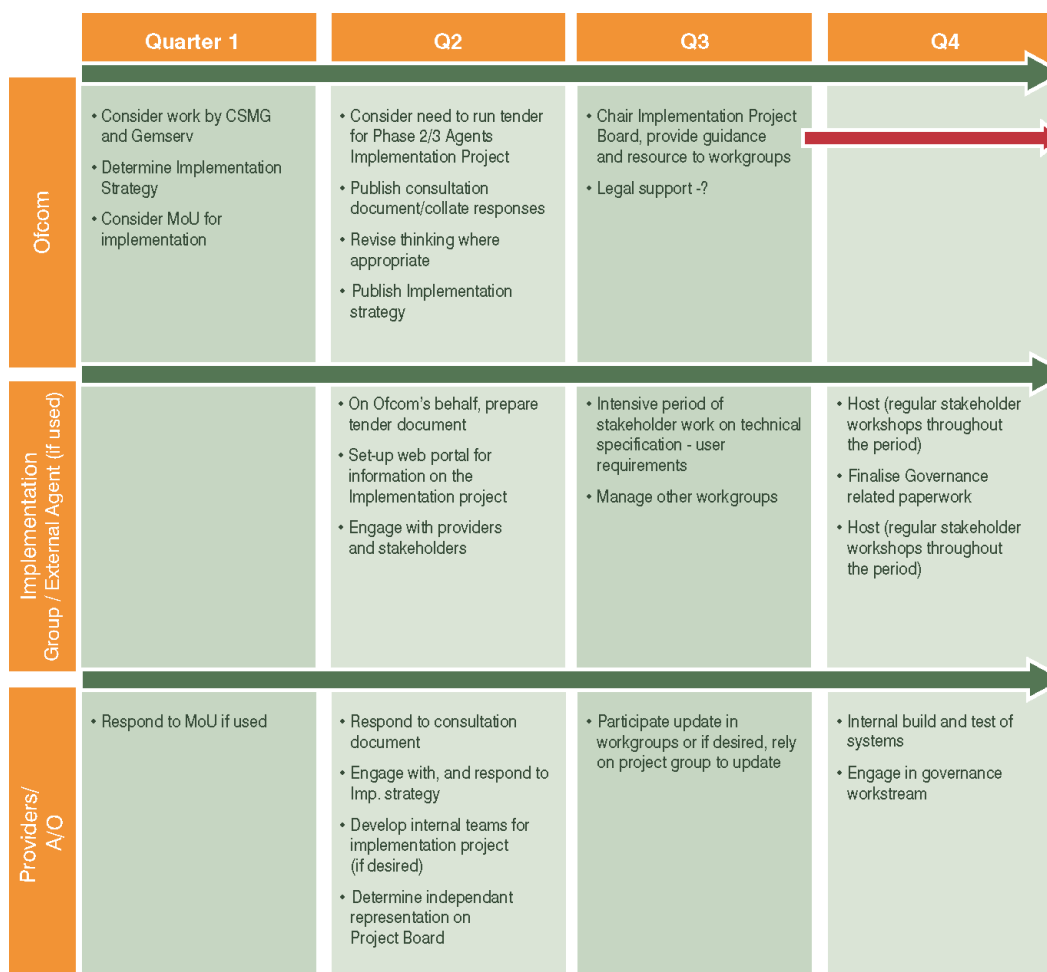 Quarter 1
Q2
Q3
Q4
Ofcom
• Consider work by CSMG
and Gemserv
• Determine Implementation
Strategy
• Consider MoU for
implementation
• Consider need to run tender
for Phase 2/3 Agents
Implementation Project
• Publish consultation
document/collate responses
• Revise thinking where
appropriate
• Publish Implementation
strategy
• Chair Implementation Project
Board, provide guidance
and resource to workgroups
• Legal support -?
Implementation
Group / External Agent (if used)
• On Ofcom’s behalf, prepare
tender document
• Set-up web portal for
information on the
Implementation project
• Engage with providers
and stakeholders
• Intensive period of
stakeholder work on technical
specification - user
requirements
• Manage other workgroups
• Host (regular stakeholder
workshops throughout
the period)
• Finalise Governance
related paperwork
• Host (regular stakeholder
workshops throughout
the period)
Providers/
A/O
• Respond to MoU if used
• Respond to consultation
document
• Engage with, and respond to
Imp. strategy
• Develop internal teams for
implementation project
(if desired)
• Determine independant
representation on
Project Board
• Participate update in
workgroups or if desired, rely
on project group to update
• Internal build and test of
systems
• Engage in governance
workstream